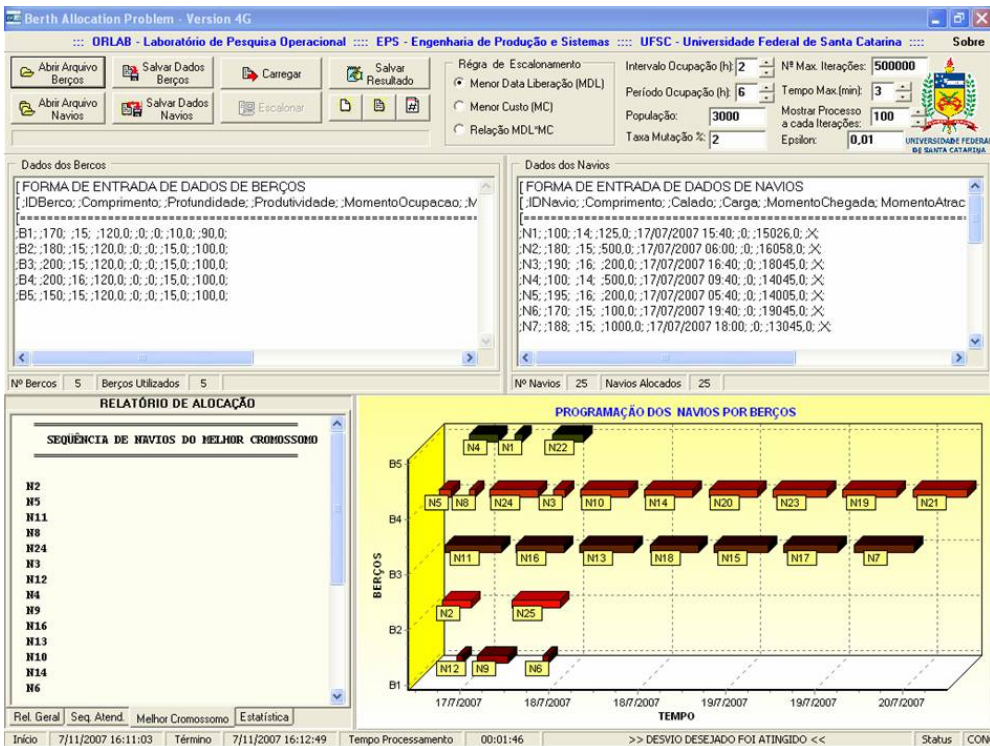 Berth Allocation Problem - Version 4G
::: ORLAB - Laboratório de Pesquisa Operacional :::: EPS - Engenharia de Produção e Sistemas :::: UFSC - Universidade Federal de Santa Catarina :::: Sobre
Abrir Arquivo Berços
Salvar Dados Berços
Carregar
Salvar Resultado
Abrir Arquivo Navios
Salvar Dados Navios
Escalonar
Régra de Escalonamento
Menor Data Liberação (MDL)
Menor Custo (MC)
Relação MDL*MC
Intervalo Ocupação (h): 2
Período Ocupação (h): 6
População: 3000
Taxa Mutação %: 2
Nª Max. Iterações: 500000
Tempo Max.(min): 3
Mostrar Processo a cada Iterações: 100
Epsilon: 0,01
UNIVERSIDADE FEDERAL
DE SANTA CATARINA
Dados dos Bercos
[ FORMA DE ENTRADA DE DADOS DE BERÇOS
[ ;IDBerco; ;Comprimento; ;Profundidade; ;Produtividade; ;MomentoOcupacao; ;M
[==========================================
;B1; ;170; ;15; ;120,0; ;0; ;0; ;10,0; ;90,0;
;B2; ;180; ;15; ;120,0; ;0; ;0; ;15,0; ;100,0;
;B3; ;200; ;15; ;120,0; ;0; ;0; ;15,0; ;100,0;
;B4; ;200; ;16; ;120,0; ;0; ;0; ;15,0; ;100,0;
;B5; ;150; ;15; ;120,0; ;0; ;0; ;15,0; ;100,0;
Nº Bercos 5 Berços Utilizados 5
Dados dos Navios
[ FORMA DE ENTRADA DE DADOS DE NAVIOS
[ ;IDNavio; ;Comprimento; ;Calado; ;Carga; ;MomentoChegada; MomentoAtrac
[==========================================
;N1; ;100; ;14; ;125,0; ;17/07/2007 15:40; ;0; ;15026,0; ;X;
;N2; ;180; ;15; ;500,0; ;17/07/2007 06:00; ;0; ;16058,0; ;X;
;N3; ;190; ;16; ;200,0; ;17/07/2007 16:40; ;0; ;18045,0; ;X;
;N4; ;100; ;14; ;500,0; ;17/07/2007 09:40; ;0; ;14045,0; ;X;
;N5; ;195; ;16; ;200,0; ;17/07/2007 05:40; ;0; ;14005,0; ;X;
;N6; ;170; ;15; ;100,0; ;17/07/2007 19:40; ;0; ;19045,0; ;X;
;N7; ;188; ;15; ;1000,0; ;17/07/2007 18:00; ;0; ;13045,0; ;X;
Nº Navios 25 Navios Alocados 25
RELATÓRIO DE ALOCAÇÃO
SEQÜÊNCIA DE NAVIOS DO MELHOR CROMOSSOMO
N2
N5
N11
N8
N24
N3
N12
N4
N9
N16
N13
N10
N14
N6
Rel. Geral Seq. Atend. Melhor Cromossomo Estatística
PROGRAMAÇÃO DOS NAVIOS POR BERÇOS
BERÇOS
B5
N4 N1 N22
B4
N5 N8 N24 N3 N10 N14 N20 N23 N19 N21
B3
N11 N16 N13 N18 N15 N17 N7
B2
N2 N25
B1
N12 N9 N6
17/7/2007 18/7/2007 18/7/2007 19/7/2007 19/7/2007 20/7/2007
TEMPO
Início 7/11/2007 16:11:03 Término 7/11/2007 16:12:49 Tempo Processamento 00:01:46 >> DESVIO DESEJADO FOI ATINGIDO << Status